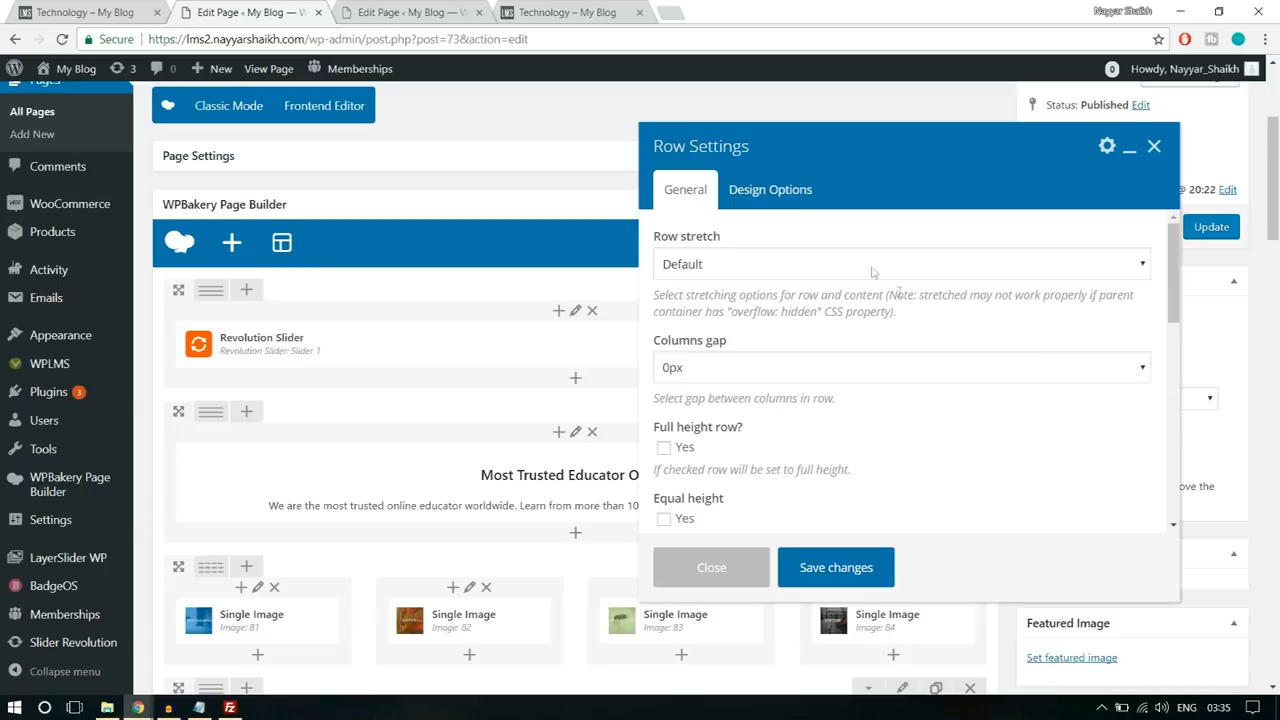 Technology – My Blog
Edit Page ‹ My Blog — W
Edit Page ‹ My Blog — W
Technology – My Blog
Nayyar Shaikh
Secure
https://lms2.nayyarshaikh.com/wp-admin/post.php?post=73&action=edit
My Blog
3
0
New
View Page
Memberships
0
Howdy, Nayyar_Shaikh
All Pages
Add New
Comments
WooCommerce
Products
Activity
Emails
Appearance
WPLMS
Plugins 3
Users
Tools
WPBakery Page
Builder
Settings
LayerSlider WP
BadgeOS
Memberships
Slider Revolution
Collapse menu
Classic Mode
Frontend Editor
Page Settings
WPBakery Page Builder
Revolution Slider
Revolution Slider: Slider 1
Most Trusted Educator O
We are the most trusted online educator worldwide. Learn from more than 10
Single Image
Image: 81
Single Image
Image: 82
Single Image
Image: 83
Single Image
Image: 84
Row Settings
General
Design Options
Row stretch
Default
Select stretching options for row and content (Note: stretched may not work properly if parent
container has "overflow: hidden" CSS property).
Columns gap
0px
Select gap between columns in row.
Full height row?
Yes
If checked row will be set to full height.
Equal height
Yes
Close
Save changes
Status: Published Edit
@ 20:22 Edit
Update
ove the
Featured Image
Set featured image
ENG
03:35